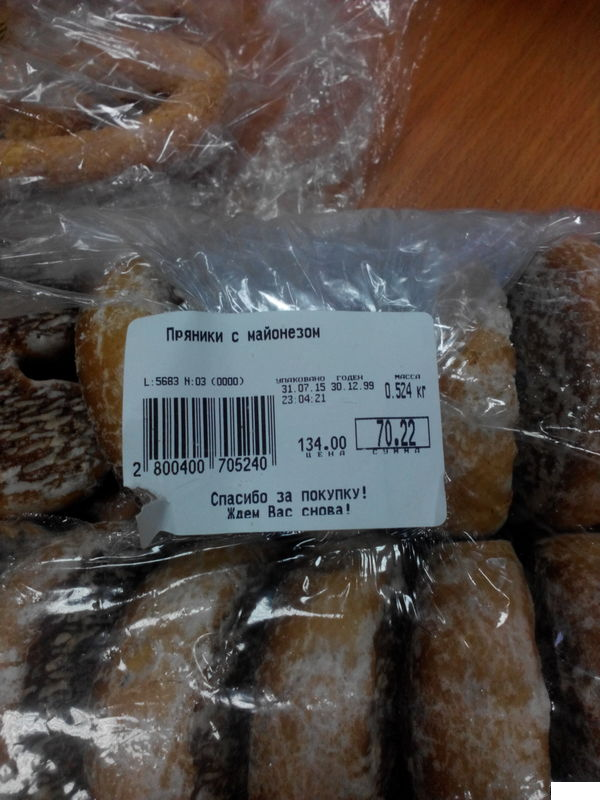 Пряники с майонезом
L:5683 N:03 (0000)
УПАКОВАНО ГОДЕН МАССА
31.07.15 30.12.99 0.524 кг
23:04:21
134.00 70.22
ЦЕНА СУММА
2 800400 705240
Спасибо за покупку!
Ждем Вас снова!